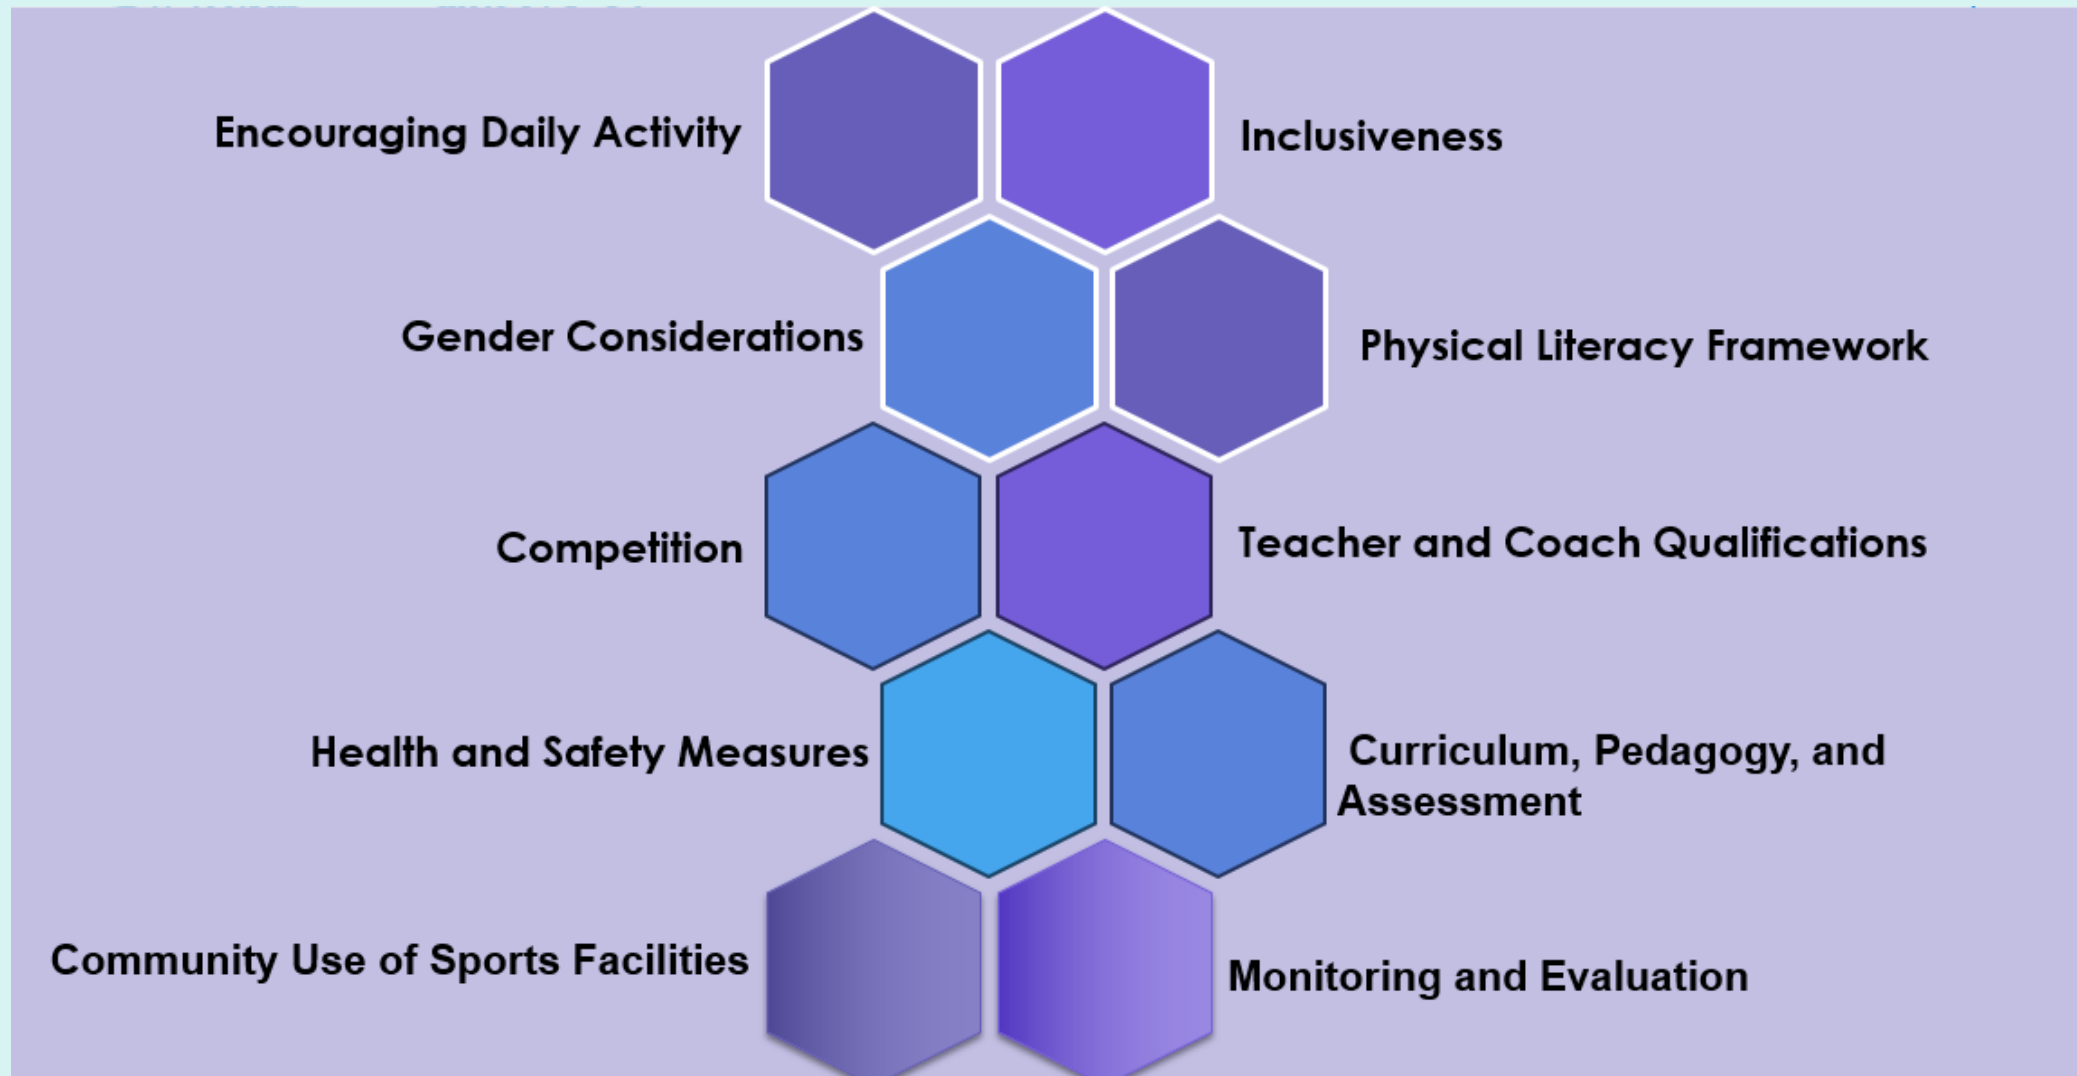 Encouraging Daily Activity
Inclusiveness
Gender Considerations
Physical Literacy Framework
Competition
Teacher and Coach Qualifications
Health and Safety Measures
Curriculum, Pedagogy, and
Assessment
Community Use of Sports Facilities
Monitoring and Evaluation